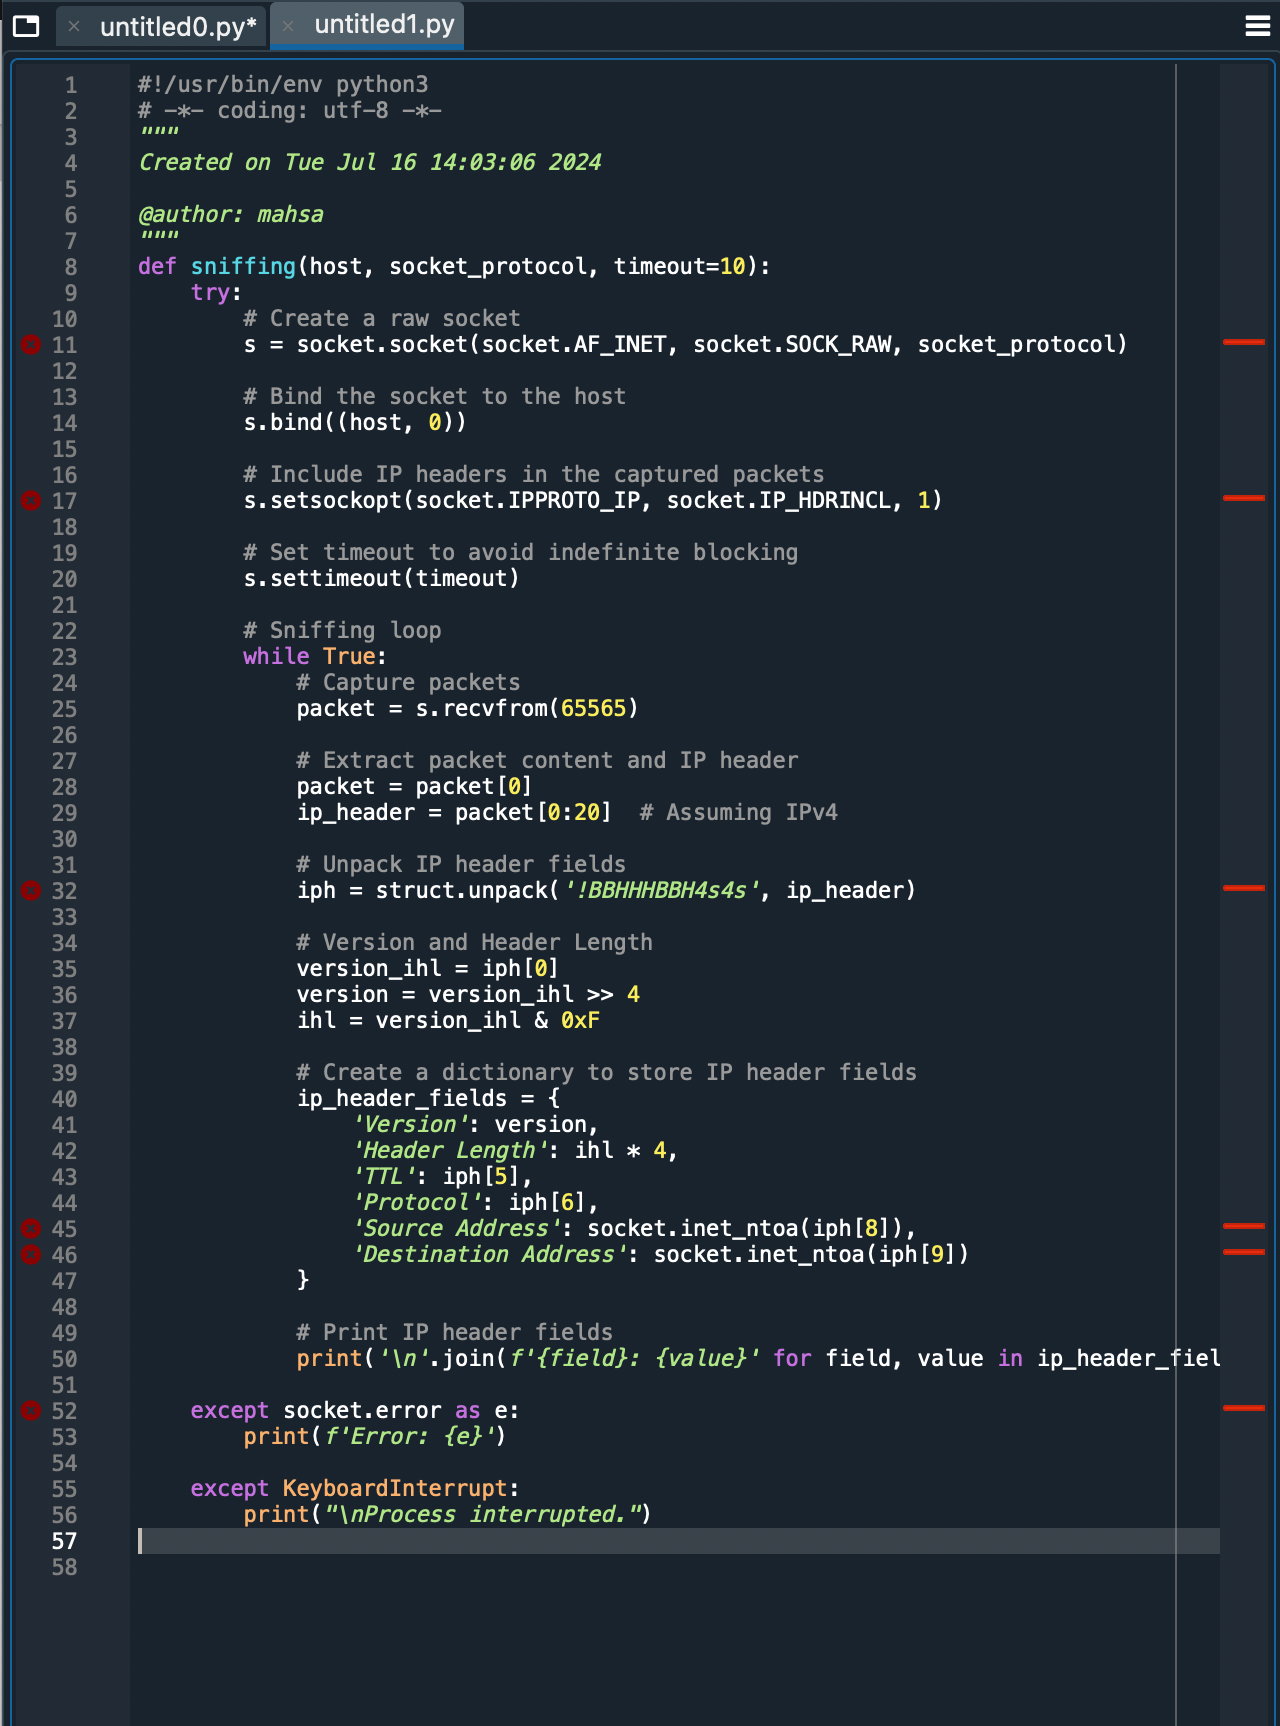 untitled0.py*
untitled1.py
1 #!/usr/bin/env python3
2 # -*- coding: utf-8 -*-
3 """
4 Created on Tue Jul 16 14:03:06 2024
5
6 @author: mahsa
7 """
8 def sniffing(host, socket_protocol, timeout=10):
9     try:
10         # Create a raw socket
11         s = socket.socket(socket.AF_INET, socket.SOCK_RAW, socket_protocol)
12
13         # Bind the socket to the host
14         s.bind((host, 0))
15
16         # Include IP headers in the captured packets
17         s.setsockopt(socket.IPPROTO_IP, socket.IP_HDRINCL, 1)
18
19         # Set timeout to avoid indefinite blocking
20         s.settimeout(timeout)
21
22         # Sniffing loop
23         while True:
24             # Capture packets
25             packet = s.recvfrom(65565)
26
27             # Extract packet content and IP header
28             packet = packet[0]
29             ip_header = packet[0:20]  # Assuming IPv4
30
31             # Unpack IP header fields
32             iph = struct.unpack('!BBHHHBBH4s4s', ip_header)
33
34             # Version and Header Length
35             version_ihl = iph[0]
36             version = version_ihl >> 4
37             ihl = version_ihl & 0xF
38
39             # Create a dictionary to store IP header fields
40             ip_header_fields = {
41                 'Version': version,
42                 'Header Length': ihl * 4,
43                 'TTL': iph[5],
44                 'Protocol': iph[6],
45                 'Source Address': socket.inet_ntoa(iph[8]),
46                 'Destination Address': socket.inet_ntoa(iph[9])
47             }
48
49             # Print IP header fields
50             print('\n'.join(f'{field}: {value}' for field, value in ip_header_fiel
51
52     except socket.error as e:
53         print(f'Error: {e}')
54
55     except KeyboardInterrupt:
56         print("\nProcess interrupted.")
57
58